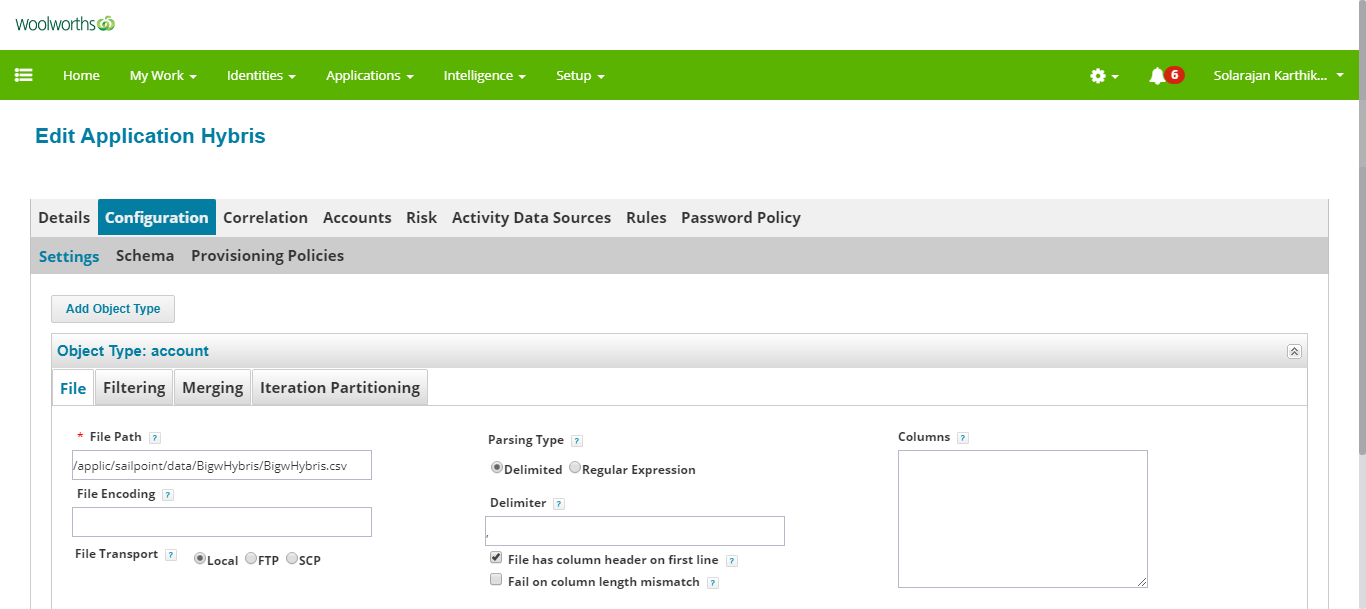 woolworths
Home My Work Identities Applications Intelligence Setup 6 Solarajan Karthik...
Edit Application Hybris
Details Configuration Correlation Accounts Risk Activity Data Sources Rules Password Policy
Settings Schema Provisioning Policies
Add Object Type
Object Type: account
File Filtering Merging Iteration Partitioning
* File Path ?
/applic/sailpoint/data/BigwHybris/BigwHybris.csv
File Encoding ?
File Transport ? Local FTP SCP
Parsing Type ?
Delimited Regular Expression
Delimiter ?
,
File has column header on first line ?
Fail on column length mismatch ?
Columns ?